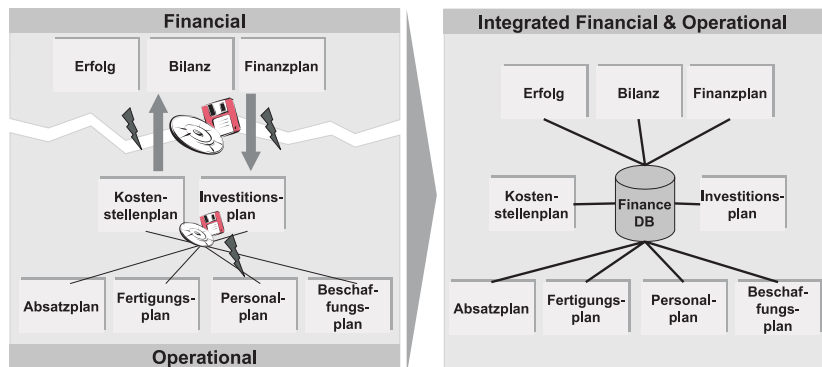 Financial
Erfolg
Bilanz
Finanzplan
Kosten-
stellenplan
Investitions-
plan
Absatzplan
Fertigungs-
plan
Personal-
plan
Beschaf-
fungs-
plan
Operational
Integrated Financial & Operational
Erfolg
Bilanz
Finanzplan
Kosten-
stellenplan
Finance
DB
Investitions-
plan
Absatzplan
Fertigungs-
plan
Personal-
plan
Beschaf-
fungs-
plan